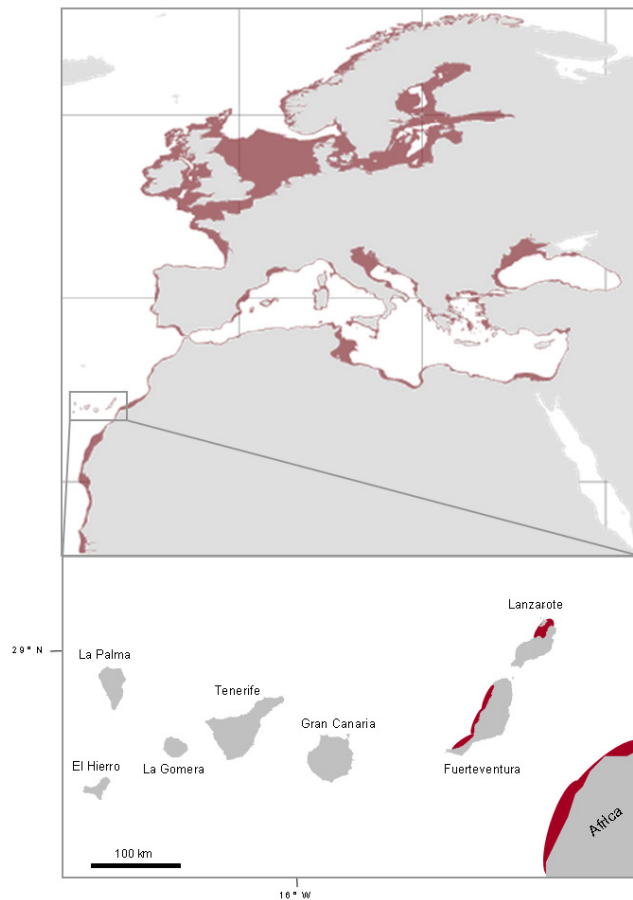 Lanzarote
29° N
La Palma
Tenerife
Gran Canaria
El Hierro
La Gomera
Fuerteventura
Africa
100 km
16° W